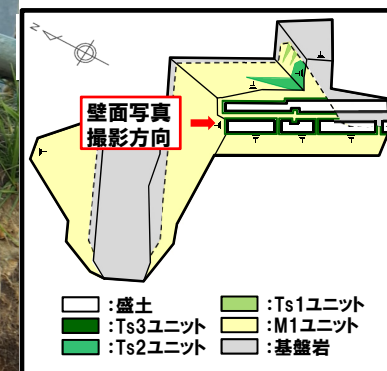 N
壁面写真
撮影方向
:盛土
:Ts1ユニット
:Ts3ユニット
:M1ユニット
:Ts2ユニット
:基盤岩